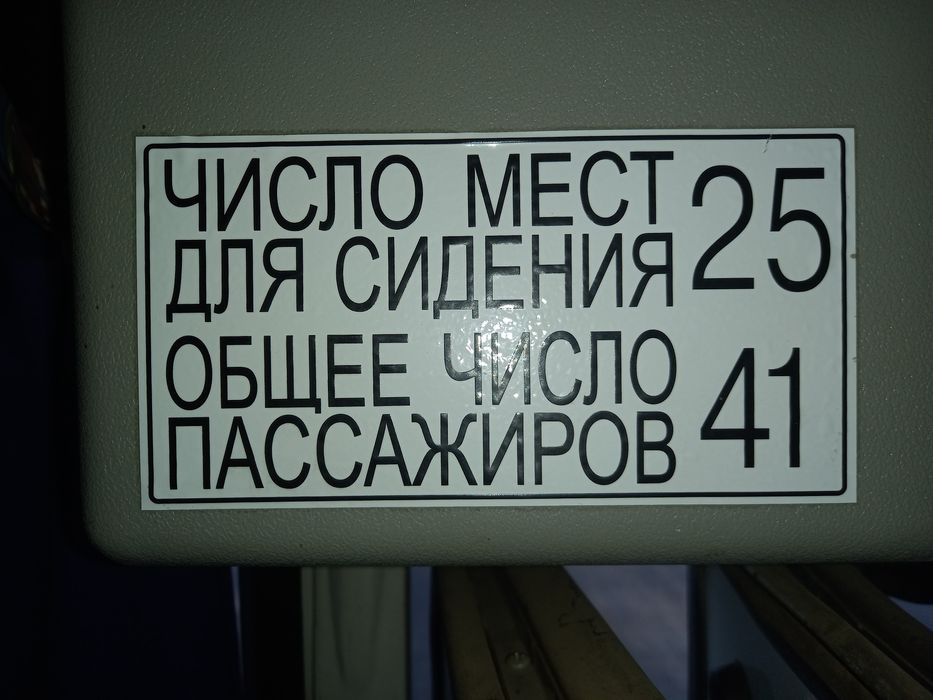 ЧИСЛО МЕСТ
ДЛЯ СИДЕНИЯ 25
ОБЩЕЕ ЧИСЛО
ПАССАЖИРОВ 41